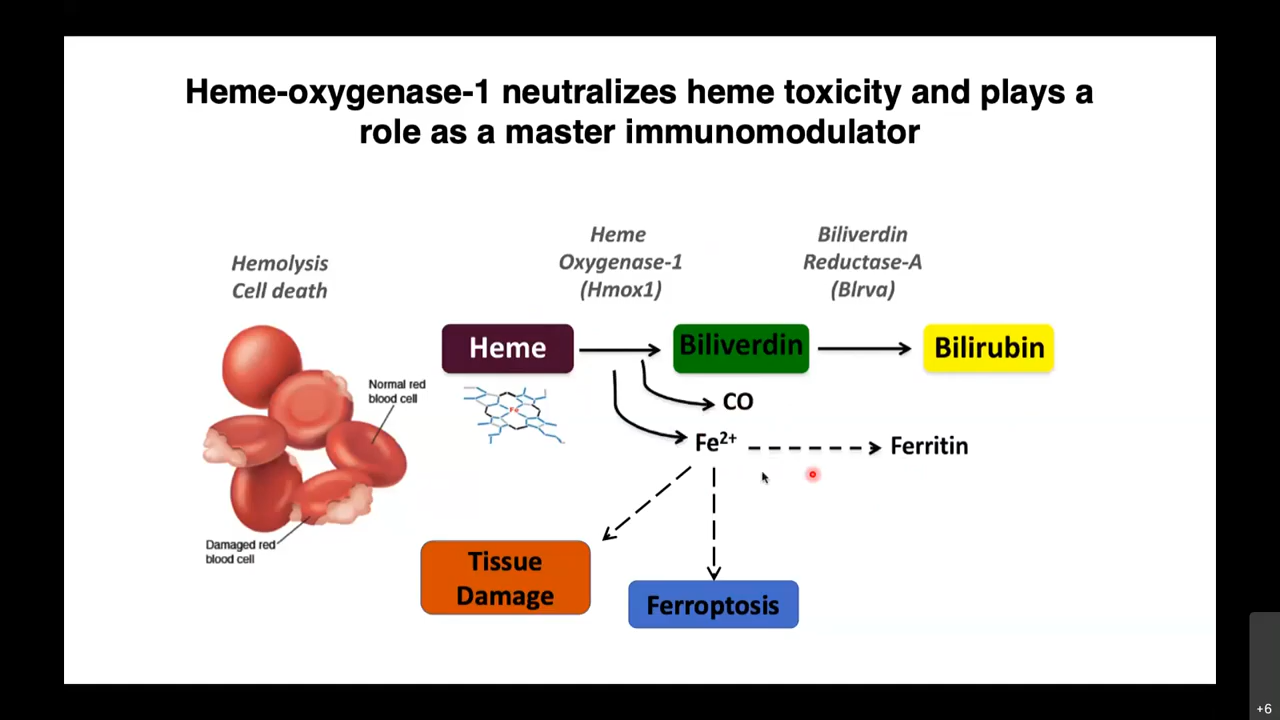 Heme-oxygenase-1 neutralizes heme toxicity and plays a
role as a master immunomodulator
Hemolysis
Cell death
Heme
Oxygenase-1
(Hmox1)
Biliverdin
Reductase-A
(Blrva)
Heme
Biliverdin
Bilirubin
Fe
Normal red
blood cell
CO
Fe²⁺
Ferritin
Damaged red
blood cell
Tissue
Damage
Ferroptosis
+6